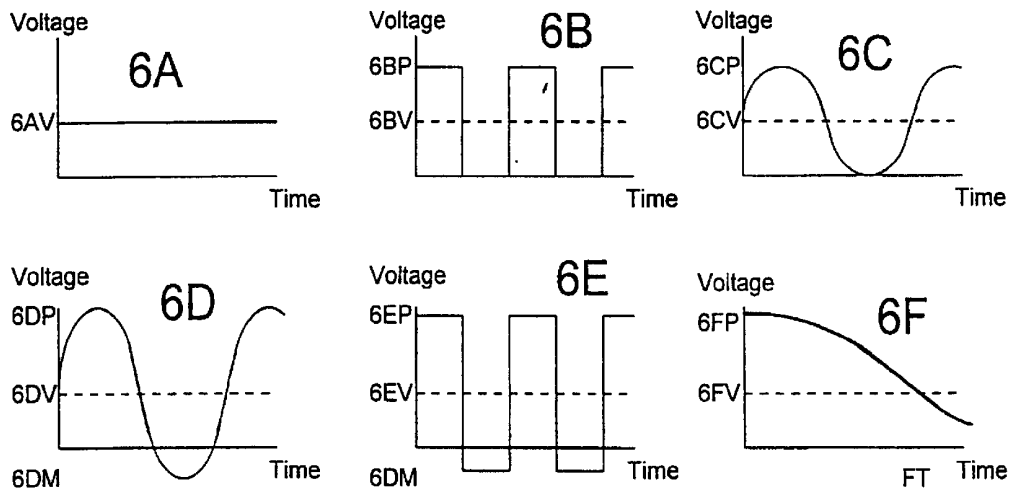 Voltage
6A
6AV
Time
Voltage
6B
6BP
6BV
Time
Voltage
6C
6CP
6CV
Time
Voltage
6D
6DP
6DV
6DM
Time
Voltage
6E
6EP
6EV
6DM
Time
Voltage
6F
6FP
6FV
FT
Time